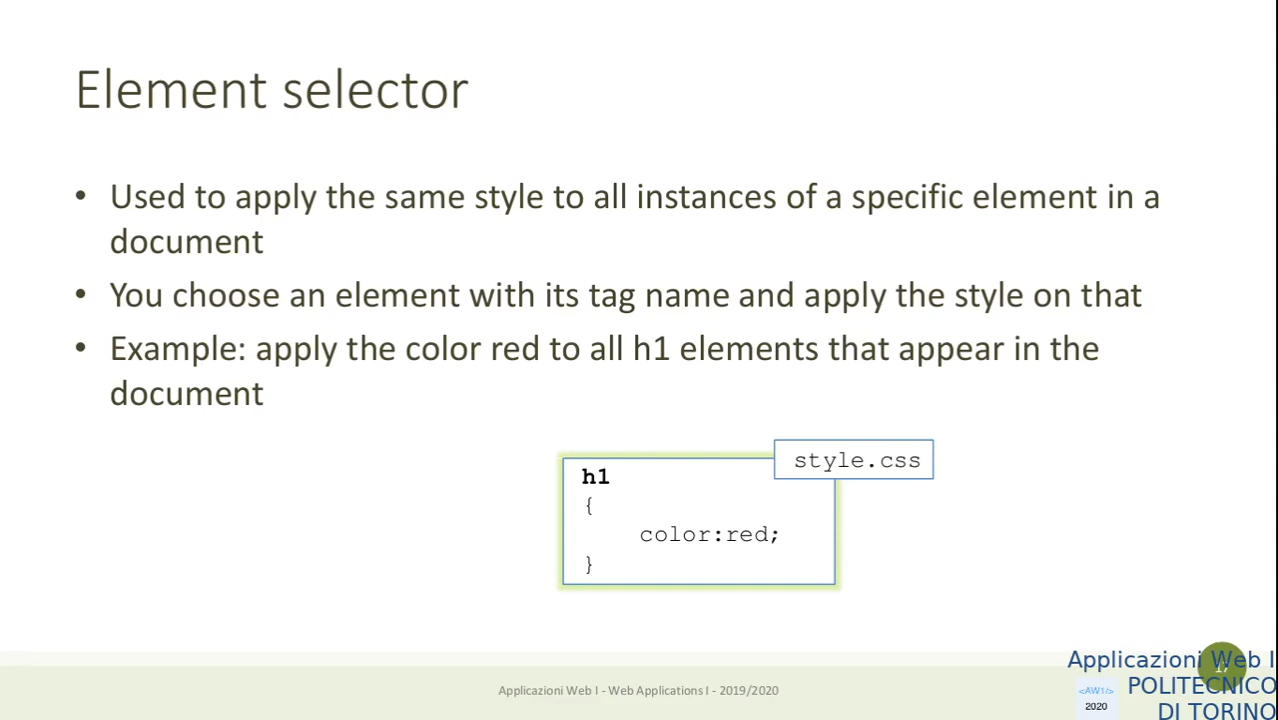 Element selector
• Used to apply the same style to all instances of a specific element in a
document
• You choose an element with its tag name and apply the style on that
• Example: apply the color red to all h1 elements that appear in the
document
style.css
h1
{
color:red;
}
Applicazioni Web I - Web Applications I - 2019/2020
Applicazioni Web I
POLITECNICO
DI TORINO
<AW1/>
2020